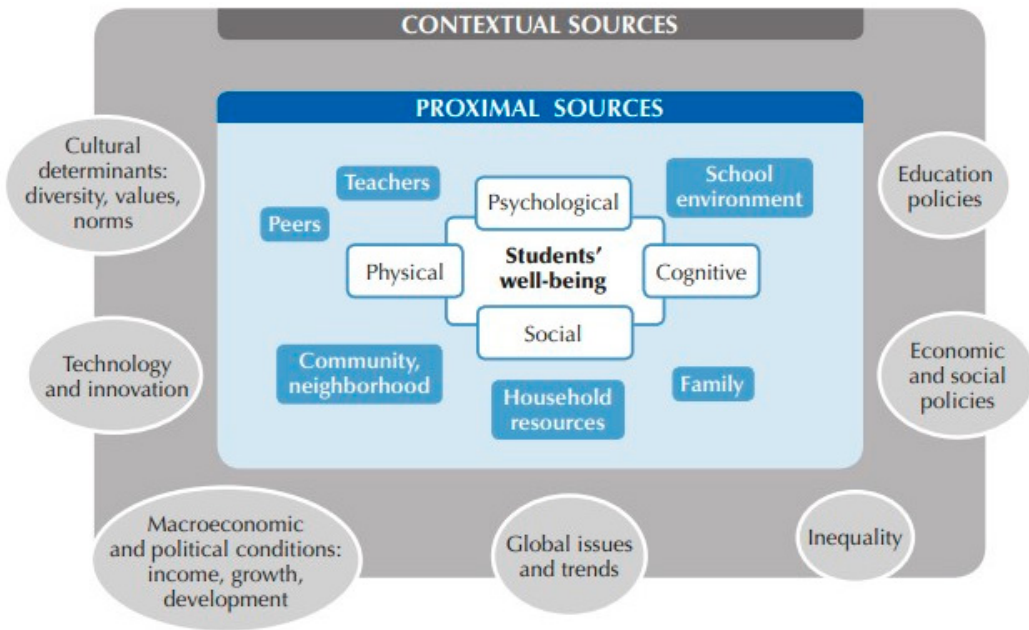 CONTEXTUAL SOURCES
PROXIMAL SOURCES
Cultural
determinants:
diversity, values,
norms
Teachers
Peers
Psychological
School
environment
Education
policies
Physical
Students’
well-being
Cognitive
Social
Technology
and innovation
Community,
neighborhood
Household
resources
Family
Economic
and social
policies
Macroeconomic
and political conditions:
income, growth,
development
Global issues
and trends
Inequality